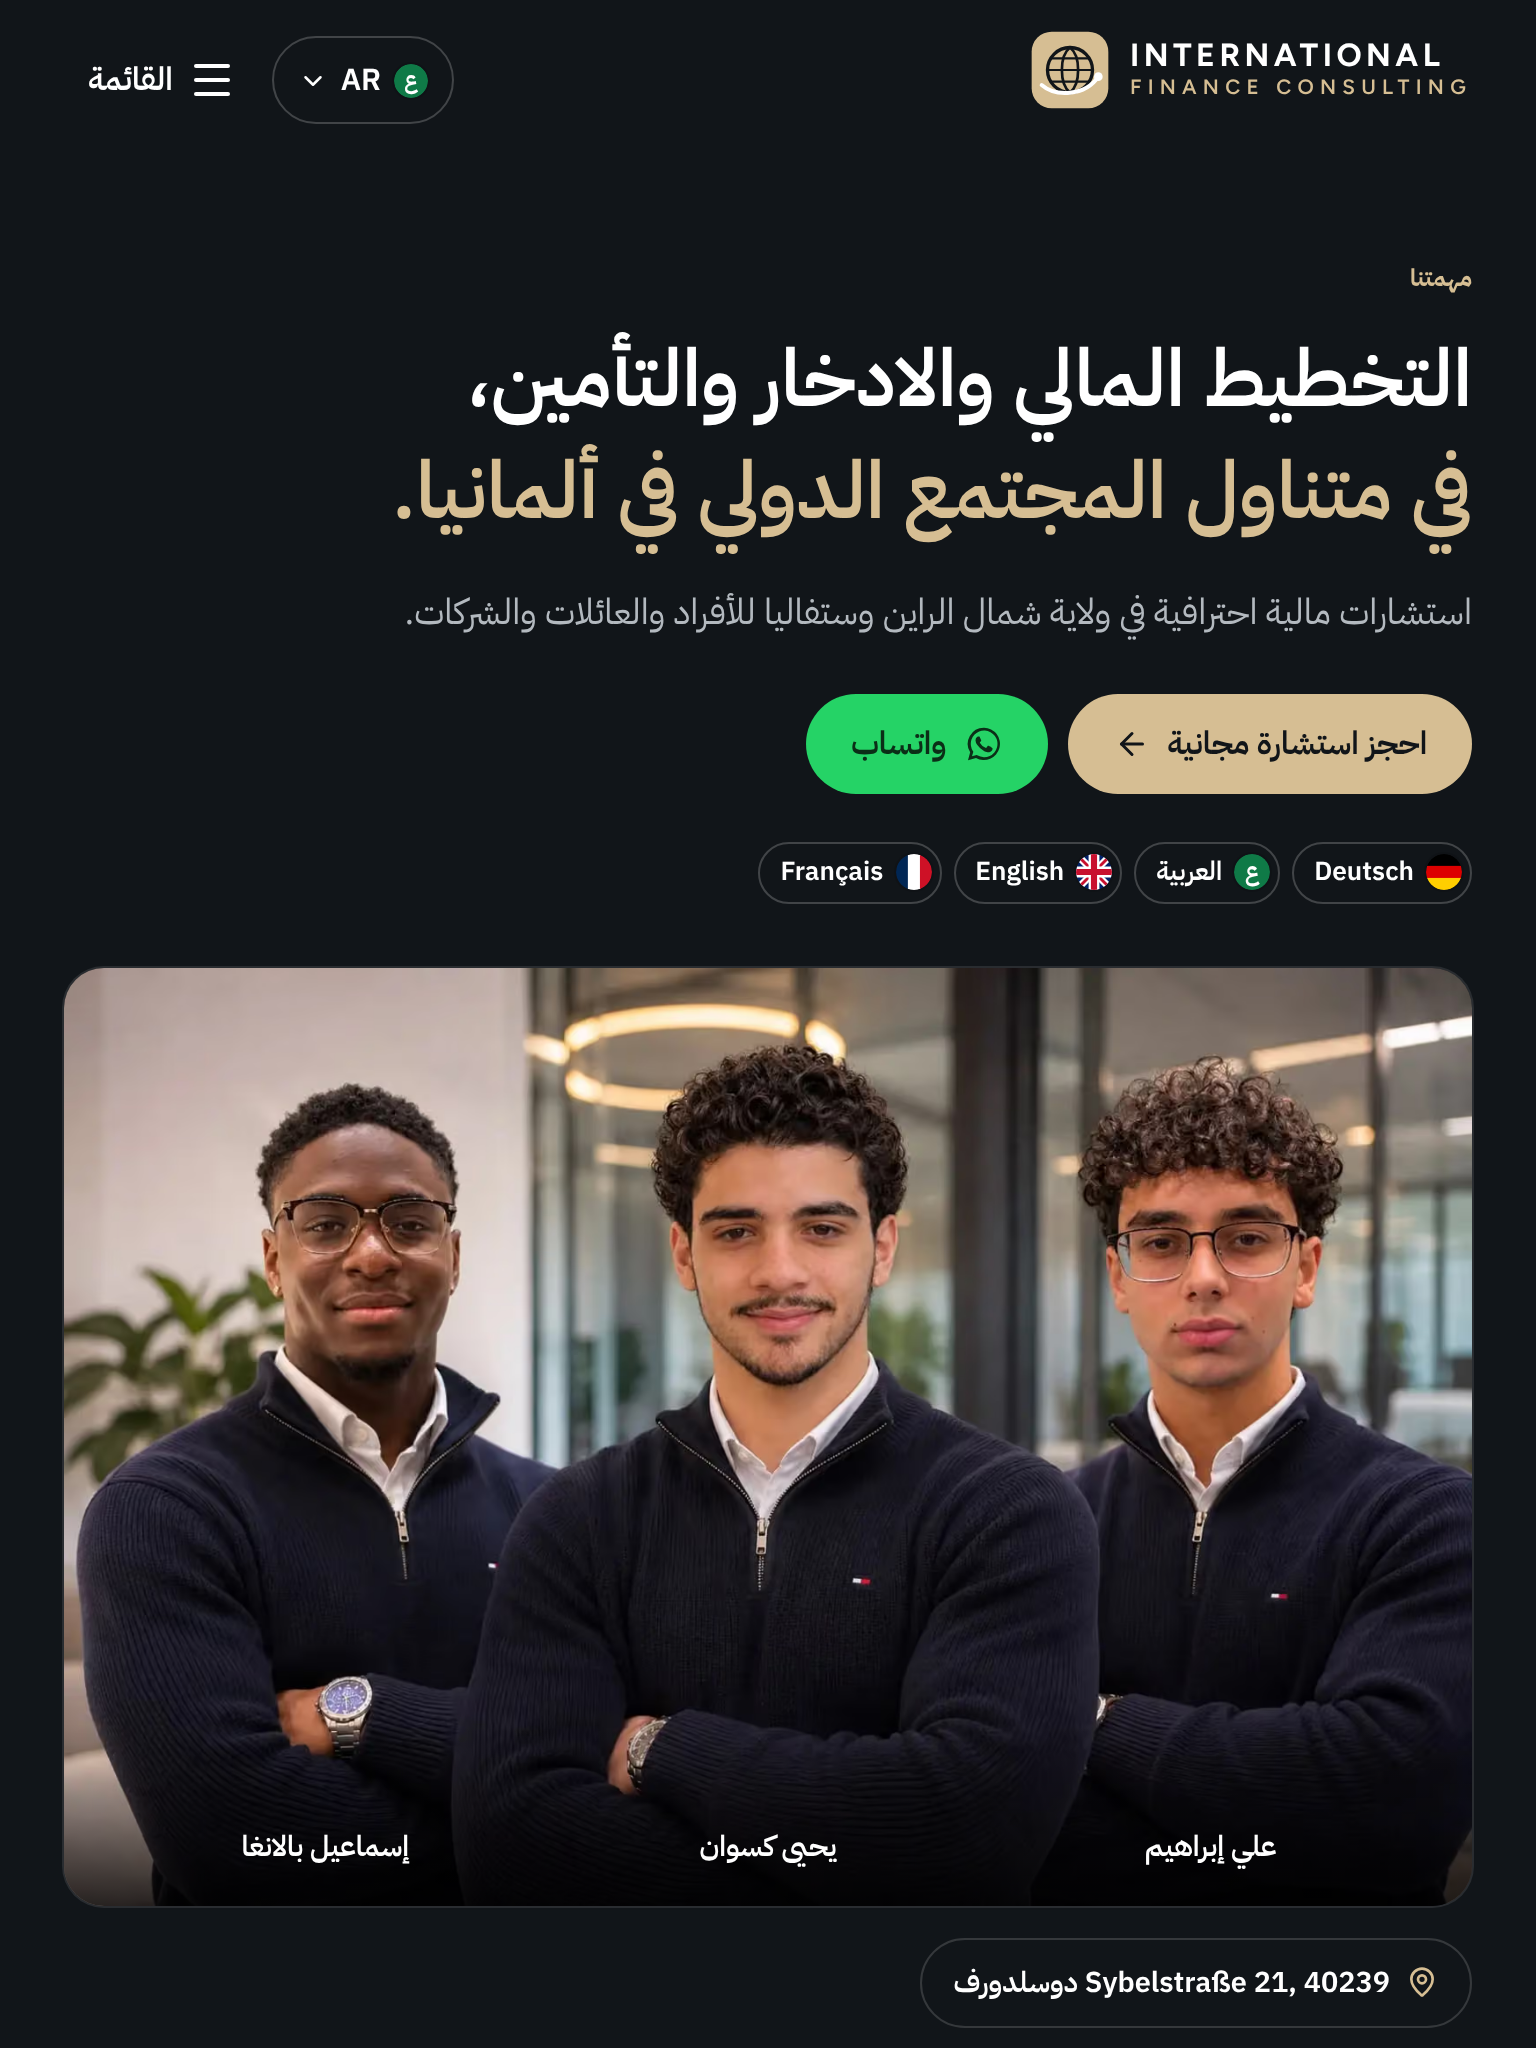 INTERNATIONAL
FINANCE CONSULTING
ع AR
القائمة
مهمتنا
التخطيط المالي والادخار والتأمين،
في متناول المجتمع الدولي في ألمانيا.
استشارات مالية احترافية في ولاية شمال الراين وستفاليا للأفراد والعائلات والشركات.
احجز استشارة مجانية
واتساب
Deutsch
ع العربية
English
Français
علي إبراهيم
يحيى كسوان
إسماعيل بالانغا
Sybelstraße 21, 40239 دوسلدورف